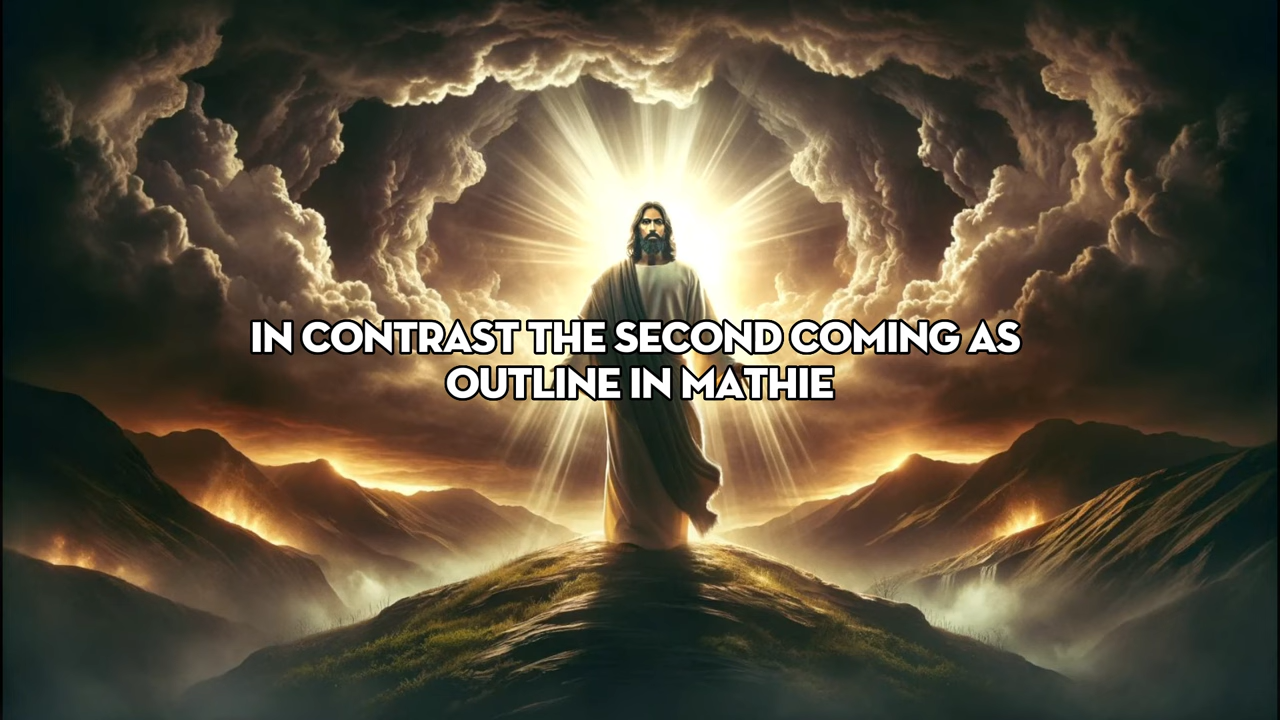 IN CONTRAST THE SECOND COMING AS
OUTLINE IN MATHIE